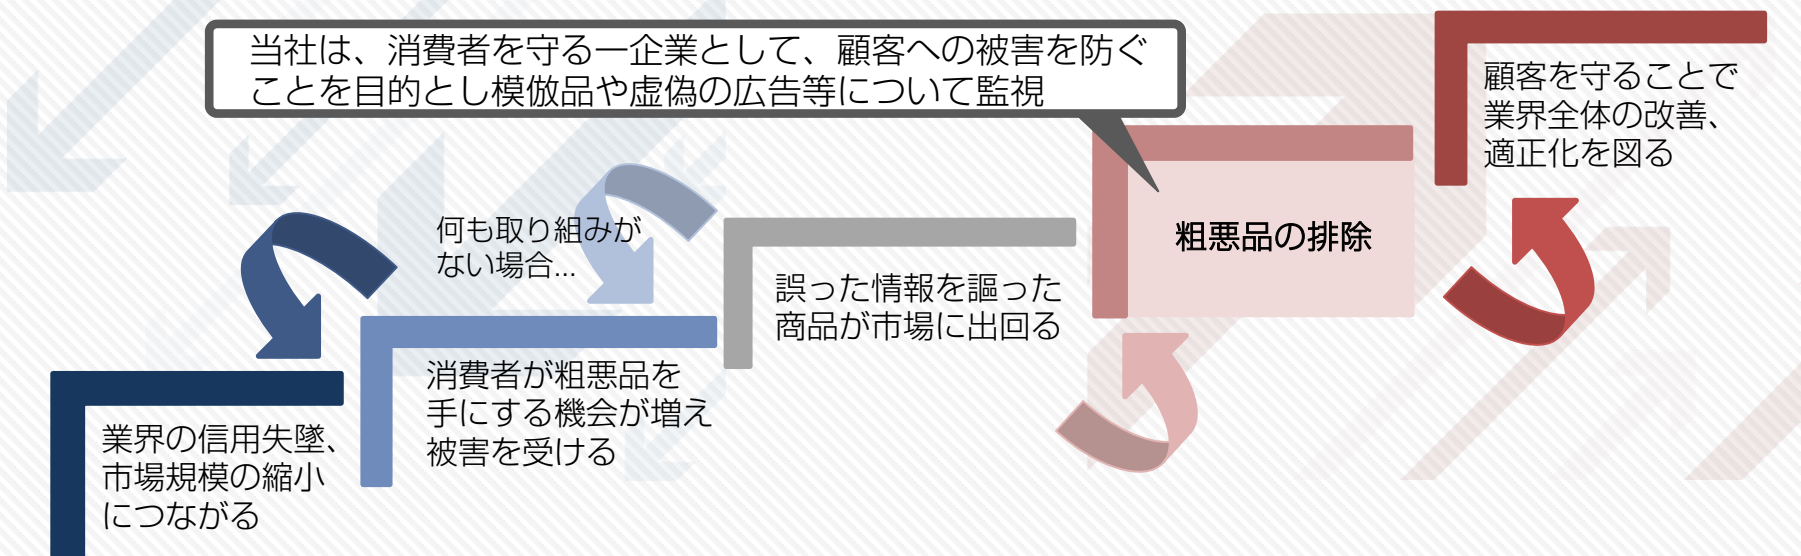 当社は、消費者を守る一企業として、顧客への被害を防ぐ
ことを目的とし模倣品や虚偽の広告等について監視
顧客を守ることで
業界全体の改善、
適正化を図る
粗悪品の排除
何も取り組みが
ない場合...
誤った情報を謳った
商品が市場に出回る
消費者が粗悪品を
手にする機会が増え
被害を受ける
業界の信用失墜、
市場規模の縮小
につながる